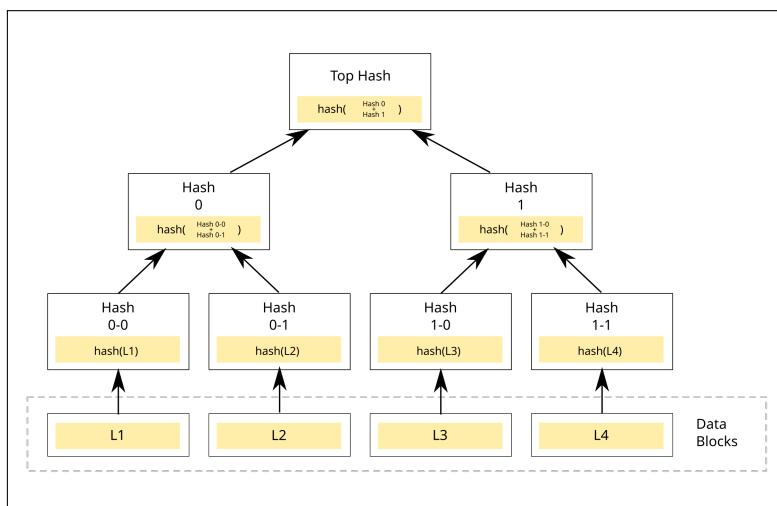 Top Hash
hash( Hash 0 + Hash 1 )
Hash
0
hash( Hash 0-0 + Hash 0-1 )
Hash
1
hash( Hash 1-0 + Hash 1-1 )
Hash
0-0
hash(L1)
Hash
0-1
hash(L2)
Hash
1-0
hash(L3)
Hash
1-1
hash(L4)
L1
L2
L3
L4
Data
Blocks